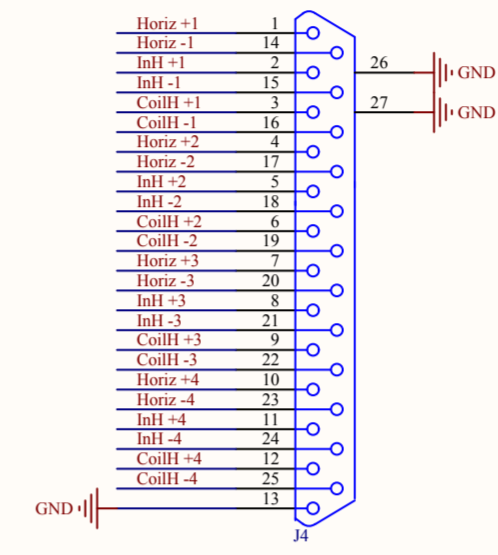 Horiz +1 1
Horiz -1 14
InH +1 2 26 GND
InH -1 15
CoilH +1 3 27 GND
CoilH -1 16
Horiz +2 4
Horiz -2 17
InH +2 5
InH -2 18
CoilH +2 6
CoilH -2 19
Horiz +3 7
Horiz -3 20
InH +3 8
InH -3 21
CoilH +3 9
CoilH -3 22
Horiz +4 10
Horiz -4 23
InH +4 11
InH -4 24
CoilH +4 12
CoilH -4 25
GND 13
J4